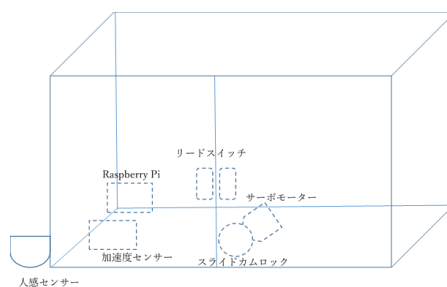 リードスイッチ
Raspberry Pi
サーボモーター
加速度センサー
スライドカムロック
人感センサー